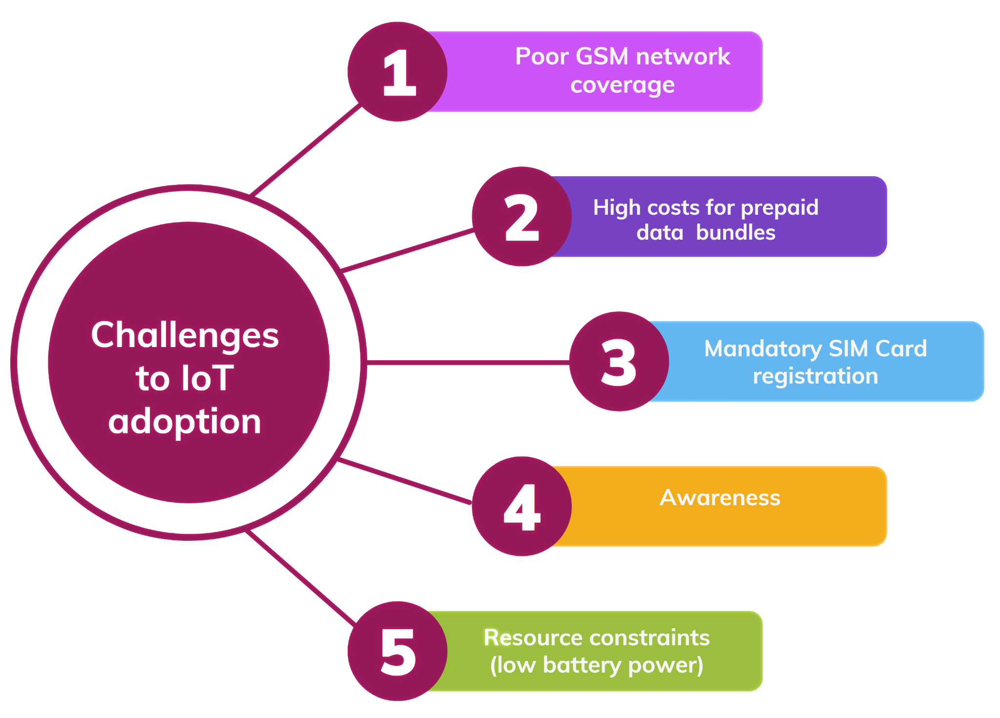 Challenges
to IoT
adoption
1
Poor GSM network
coverage
2
High costs for prepaid
data  bundles
3
Mandatory SIM Card
registration
4
Awareness
5
Resource constraints
(low battery power)